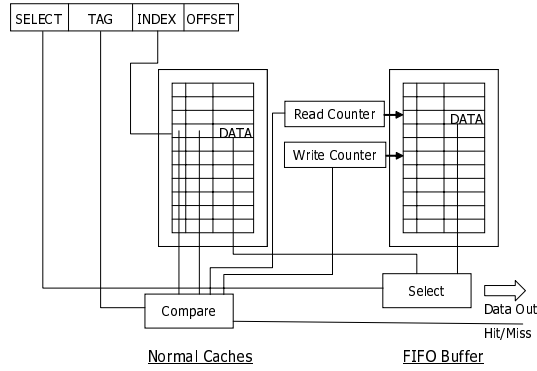 SELECT TAG INDEX OFFSET
Read Counter
DATA
DATA
Write Counter
Select
Compare
Data Out
Hit/Miss
Normal Caches FIFO Buffer